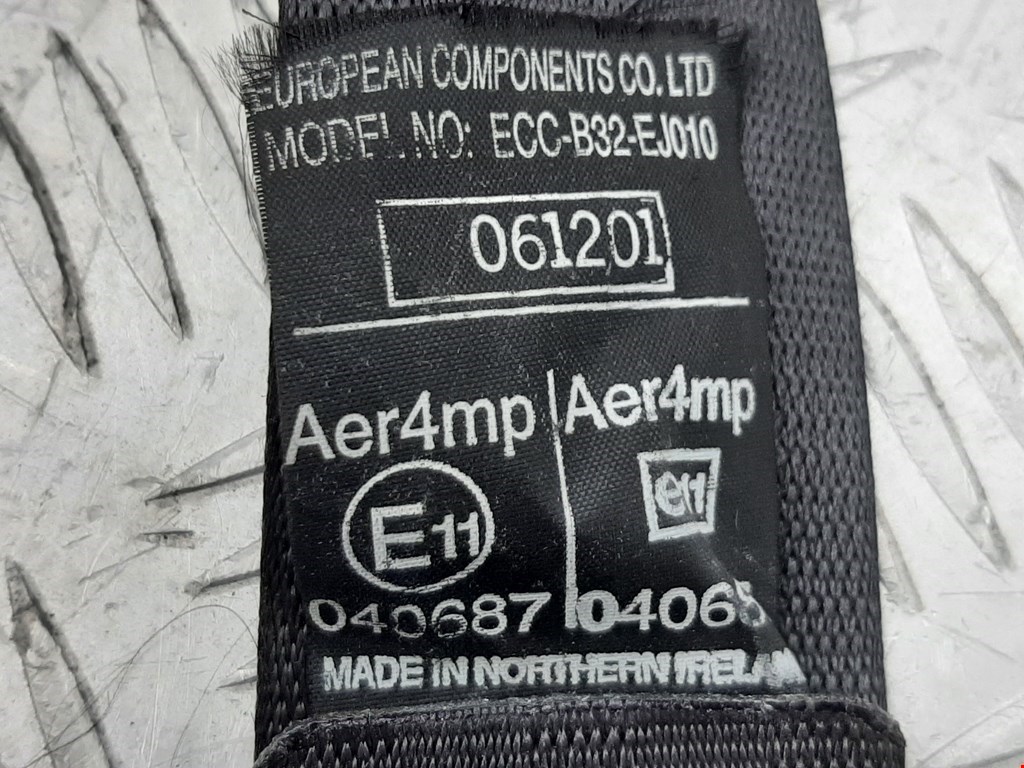 EUROPEAN COMPONENTS CO. LTD
MODEL NO: ECC-B32-EJ010
061201
Aer4mp Aer4mp
E11 e11
040687 04065
MADE IN NORTHERN IRELA